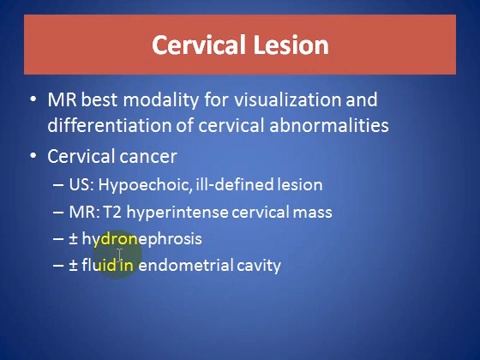 Cervical Lesion
• MR best modality for visualization and
differentiation of cervical abnormalities
• Cervical cancer
– US: Hypoechoic, ill-defined lesion
– MR: T2 hyperintense cervical mass
– ± hydronephrosis
– ± fluid in endometrial cavity